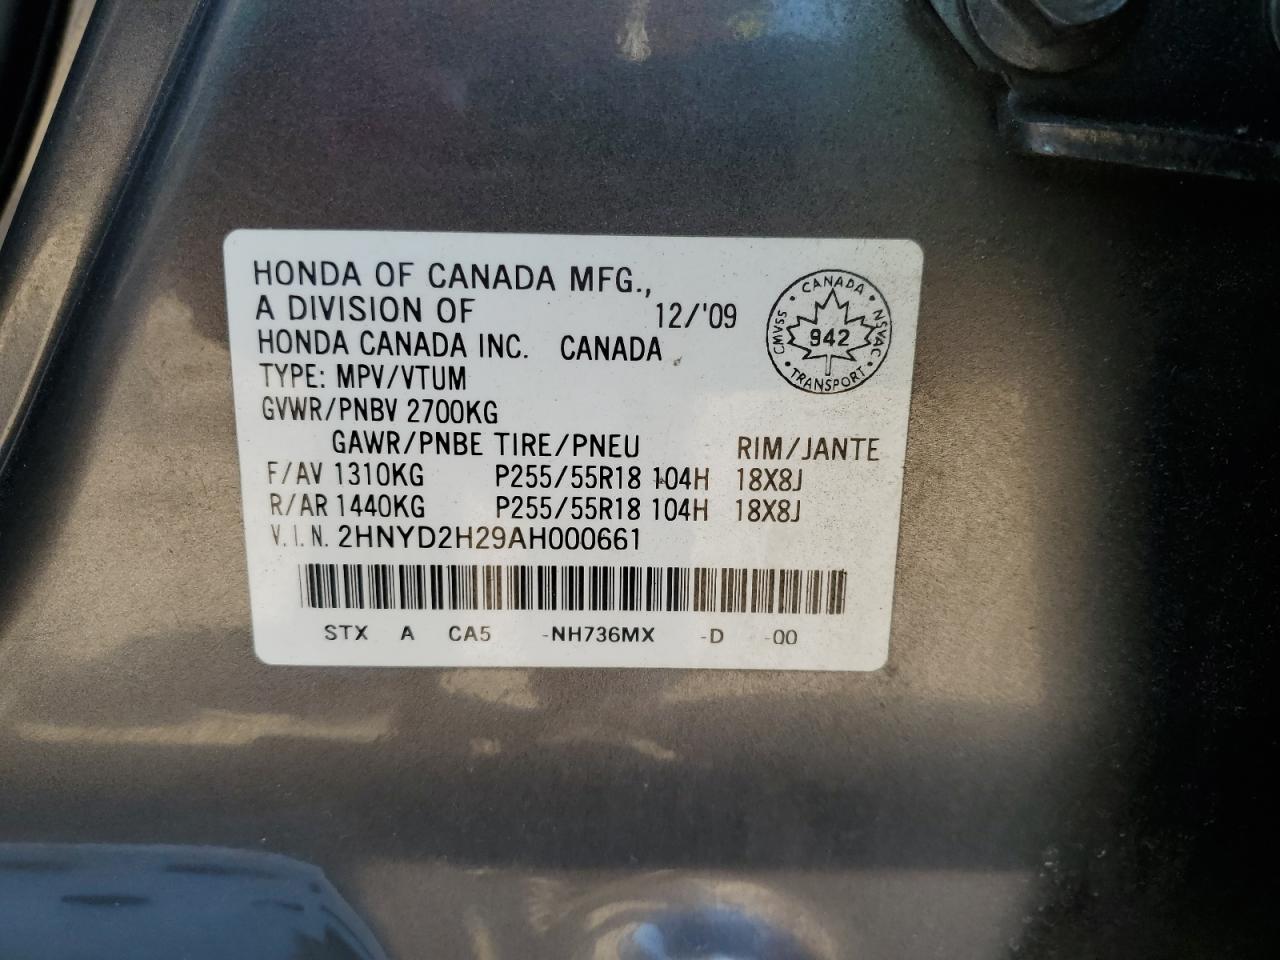 HONDA OF CANADA MFG.,
A DIVISION OF 12/'09
HONDA CANADA INC. CANADA
TYPE: MPV/VTUM
GVWR/PNBV 2700KG
GAWR/PNBE TIRE/PNEU RIM/JANTE
F/AV 1310KG P255/55R18 104H 18X8J
R/AR 1440KG P255/55R18 104H 18X8J
V.I.N. 2HNYD2H29AH000661
STX A CA5 -NH736MX -D -00
CANADA
CMVSS 942 NSVAC
TRANSPORT